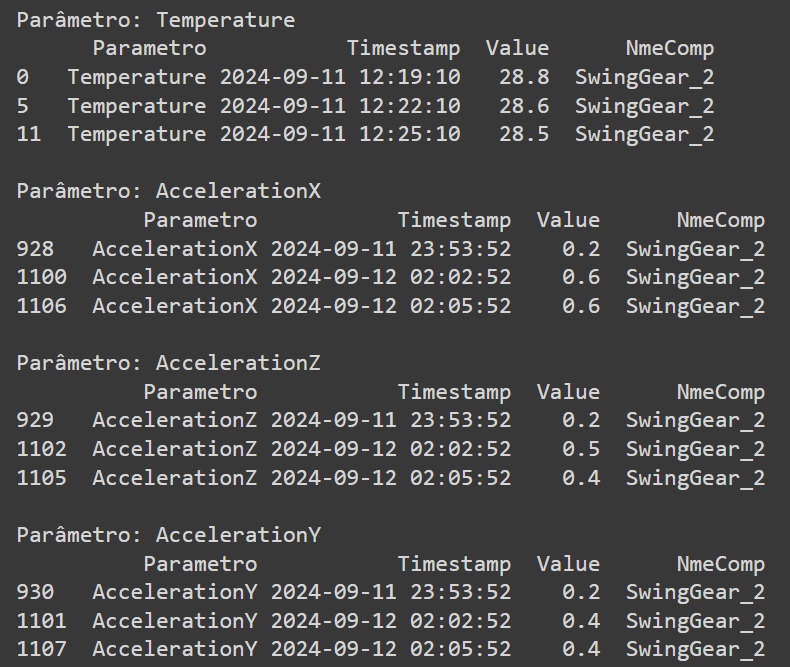 Parâmetro: Temperature
Parametro Timestamp Value NmeComp
0 Temperature 2024-09-11 12:19:10 28.8 SwingGear_2
5 Temperature 2024-09-11 12:22:10 28.6 SwingGear_2
11 Temperature 2024-09-11 12:25:10 28.5 SwingGear_2
Parâmetro: AccelerationX
Parametro Timestamp Value NmeComp
928 AccelerationX 2024-09-11 23:53:52 0.2 SwingGear_2
1100 AccelerationX 2024-09-12 02:02:52 0.6 SwingGear_2
1106 AccelerationX 2024-09-12 02:05:52 0.6 SwingGear_2
Parâmetro: AccelerationZ
Parametro Timestamp Value NmeComp
929 AccelerationZ 2024-09-11 23:53:52 0.2 SwingGear_2
1102 AccelerationZ 2024-09-12 02:02:52 0.5 SwingGear_2
1105 AccelerationZ 2024-09-12 02:05:52 0.4 SwingGear_2
Parâmetro: AccelerationY
Parametro Timestamp Value NmeComp
930 AccelerationY 2024-09-11 23:53:52 0.2 SwingGear_2
1101 AccelerationY 2024-09-12 02:02:52 0.4 SwingGear_2
1107 AccelerationY 2024-09-12 02:05:52 0.4 SwingGear_2